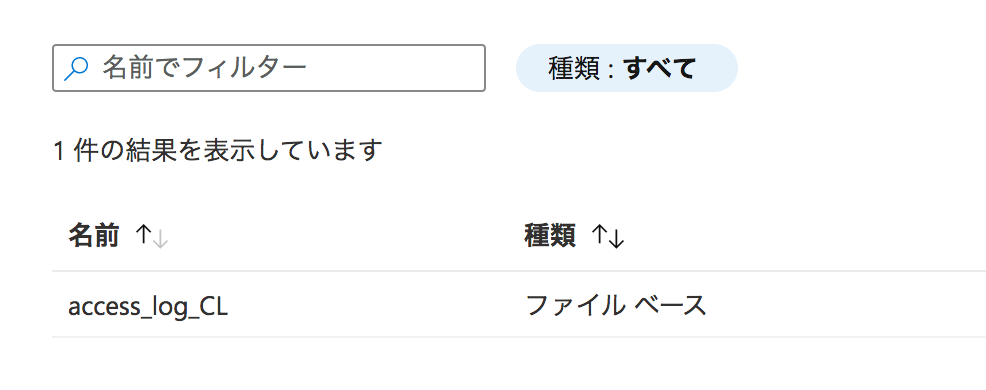 名前でフィルター 種類 : すべて
1 件の結果を表示しています
名前 ↑↓ 種類 ↑↓
access_log_CL ファイル ベース